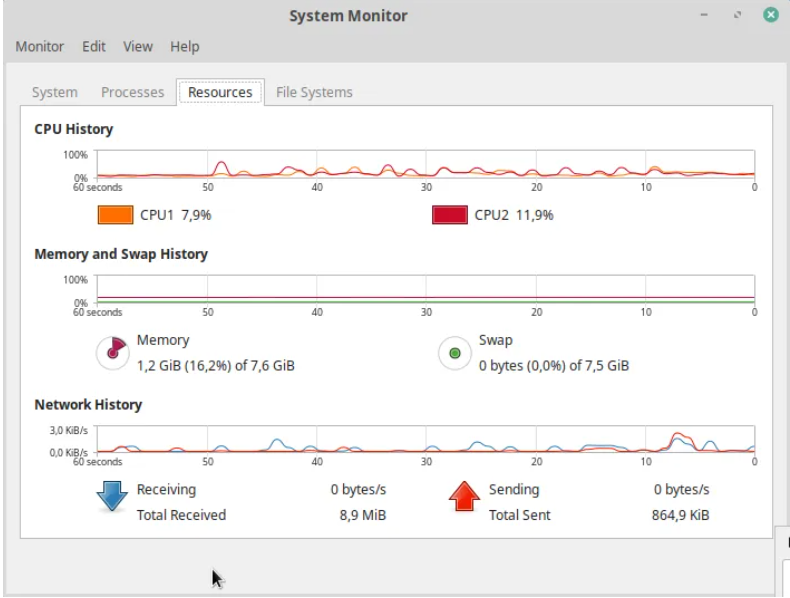 System Monitor
Monitor Edit View Help
System Processes Resources File Systems
CPU History
100%
0%
60 seconds 50 40 30 20 10 0
CPU1 7,9% CPU2 11,9%
Memory and Swap History
100%
0%
60 seconds 50 40 30 20 10 0
Memory Swap
1,2 GiB (16,2%) of 7,6 GiB 0 bytes (0,0%) of 7,5 GiB
Network History
3,0 KiB/s
0,0 KiB/s
60 seconds 50 40 30 20 10 0
Receiving 0 bytes/s Sending 0 bytes/s
Total Received 8,9 MiB Total Sent 864,9 KiB